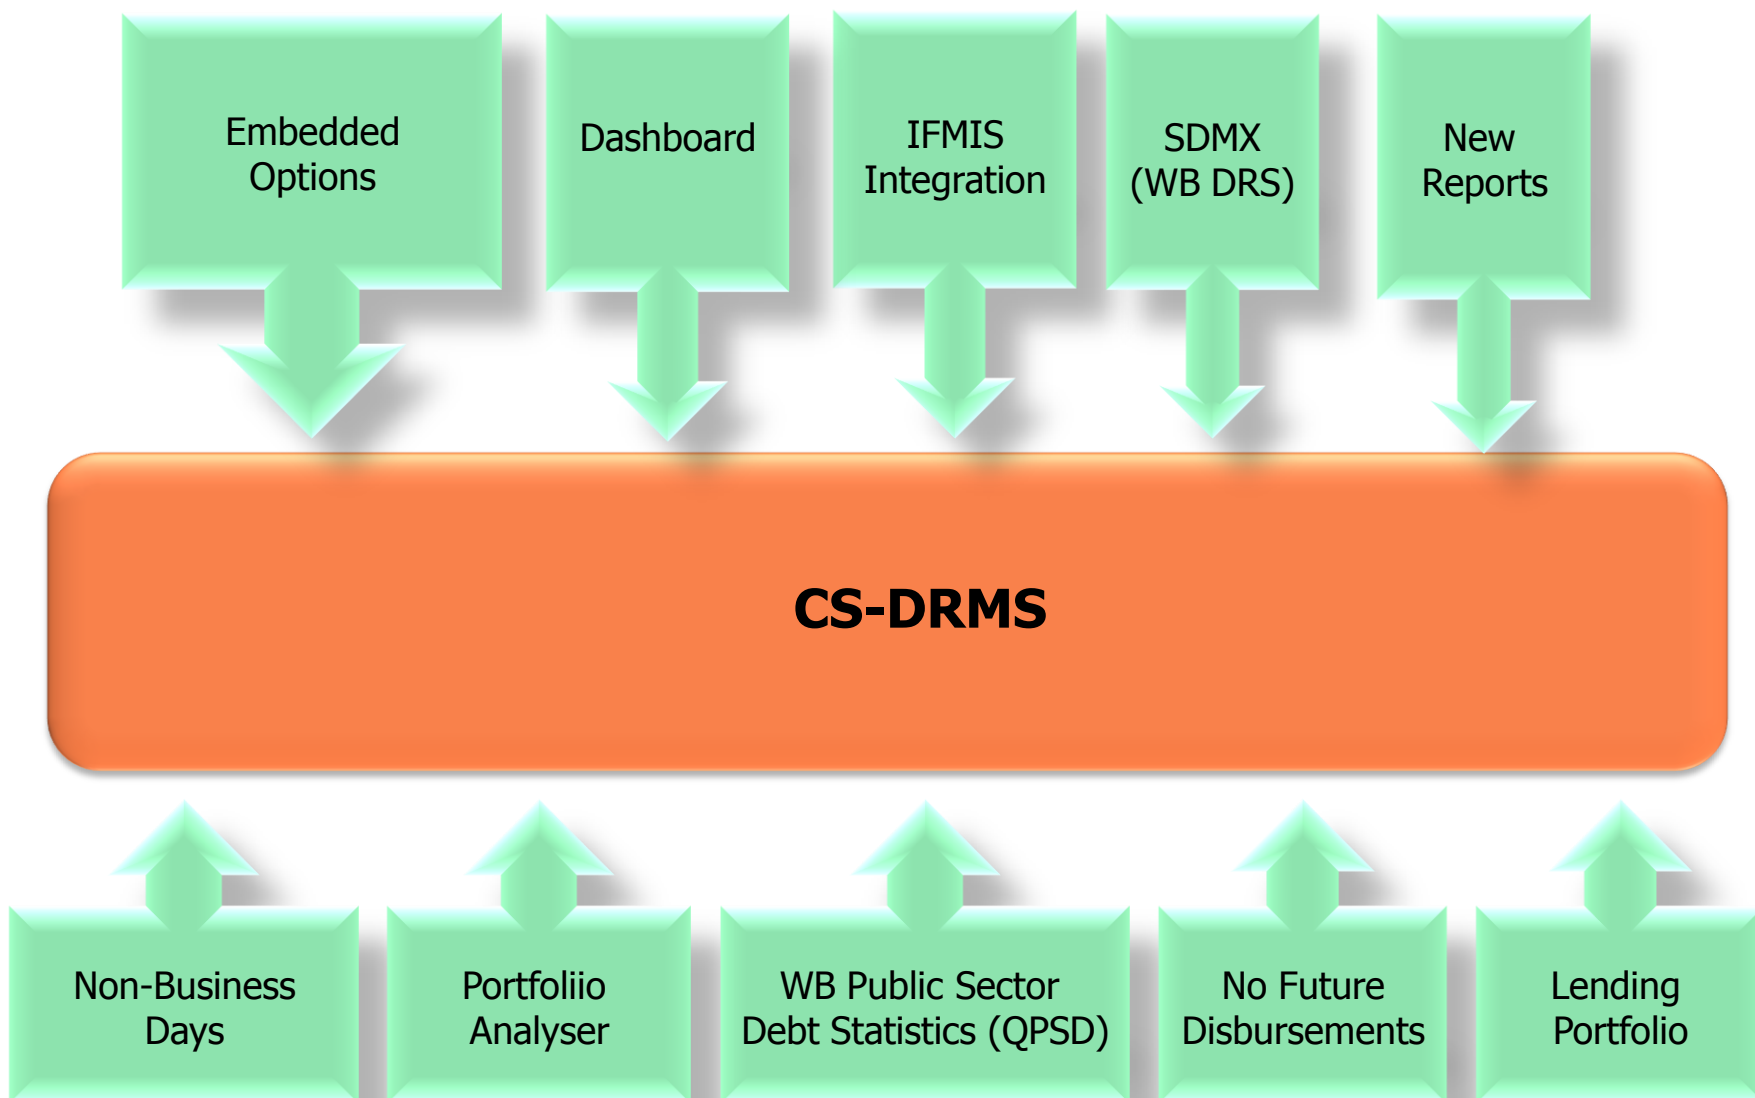 Embedded
Options
Dashboard
IFMIS
Integration
SDMX
(WB DRS)
New
Reports
CS-DRMS
Non-Business
Days
Portfoliio
Analyser
WB Public Sector
Debt Statistics (QPSD)
No Future
Disbursements
Lending
Portfolio